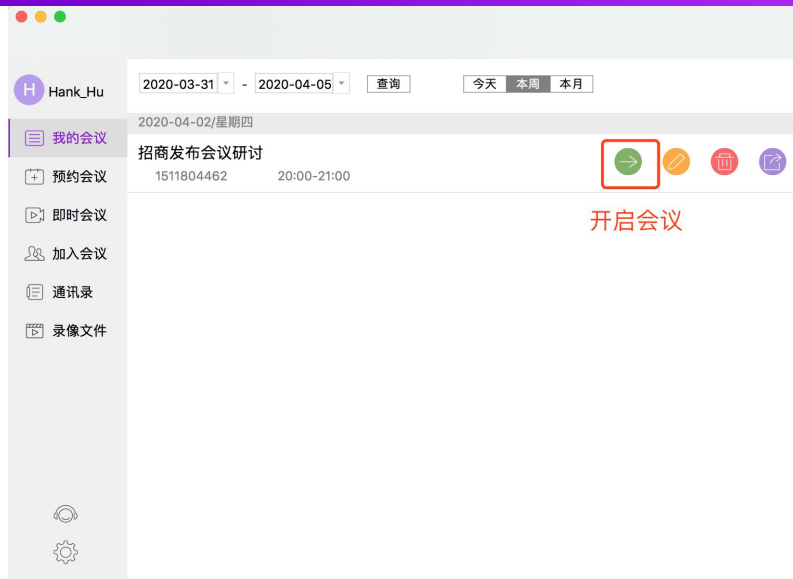 H Hank_Hu
我的会议
预约会议
即时会议
加入会议
通讯录
录像文件
2020-03-31 - 2020-04-05 查询 今天 本周 本月
2020-04-02/星期四
招商发布会议研讨
1511804462 20:00-21:00
开启会议